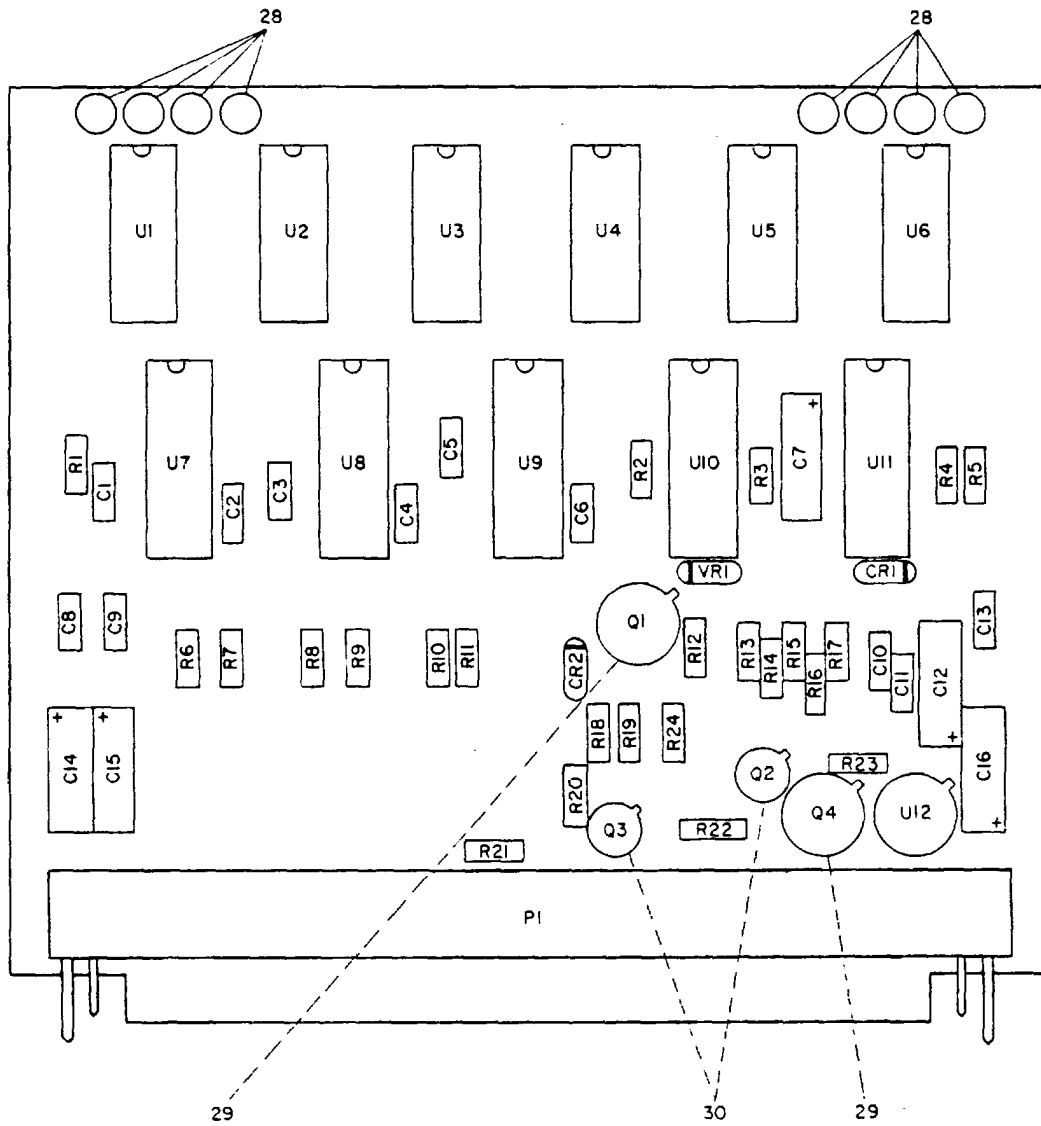 28 28
U1 U2 U3 U4 U5 U6
R1 C1 U7 C2 C3 U8 C4 C5 U9 C6 R2 U10 R3 + C7 U11 R4 R5
VR1 CR1
C8 C9 R6 R7 R8 R9 R10 R11 CR2 Q1 R12 R13 R14 R15 R16 R17 C10 C11 C12 + C13
+ C14 + C15 R18 R19 R24 C16 +
R20 Q3 R22 Q2 Q4 R23 U12
R21
P1
29 30 29